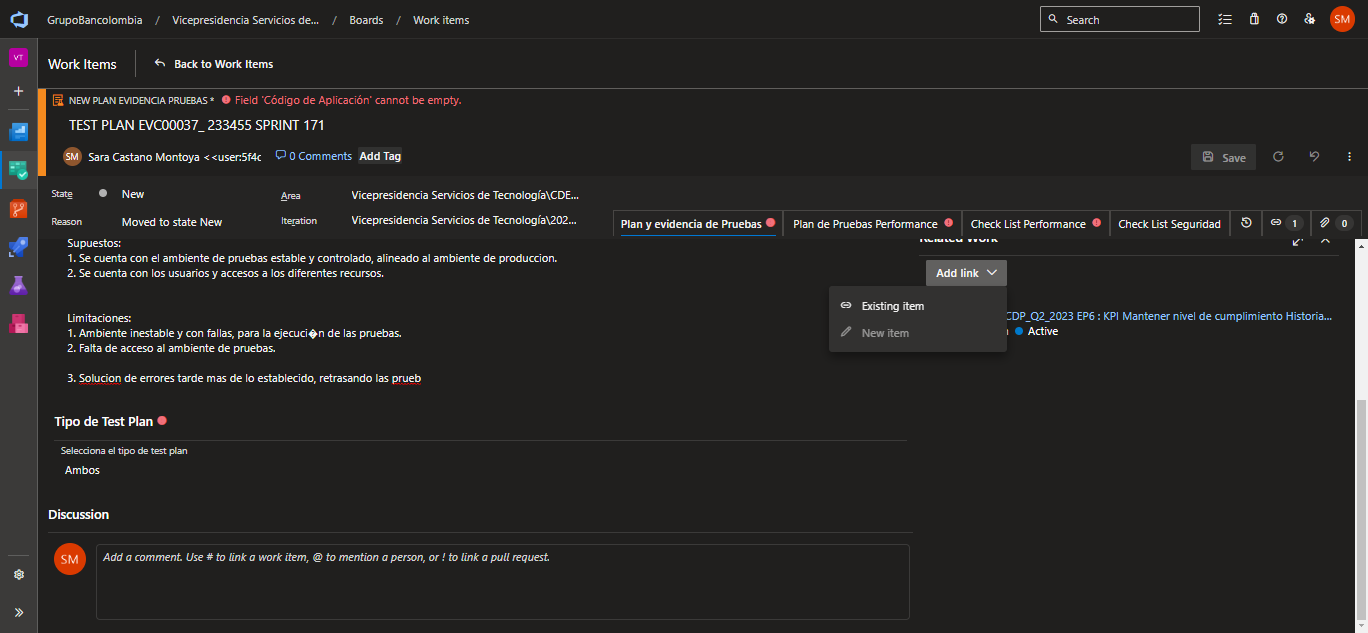 GrupoBancolombia / Vicepresidencia Servicios de... / Boards / Work items
Search
SM
VT
Work Items
Back to Work Items
NEW PLAN EVIDENCIA PRUEBAS * Field 'Código de Aplicación' cannot be empty.
TEST PLAN EVC00037_ 233455 SPRINT 171
SM Sara Castano Montoya < <user:5f4c
0 Comments
Add Tag
Save
State
New
Area
Vicepresidencia Servicios de Tecnología\CDE...
Reason
Moved to state New
Iteration
Vicepresidencia Servicios de Tecnología\202...
Plan y evidencia de Pruebas
Plan de Pruebas Performance
Check List Performance
Check List Seguridad
1
0
Supuestos:
1. Se cuenta con el ambiente de pruebas estable y controlado, alineado al ambiente de produccion.
2. Se cuenta con los usuarios y accesos a los diferentes recursos.
Limitaciones:
1. Ambiente inestable y con fallas, para la ejecuci�n de las pruebas.
2. Falta de acceso al ambiente de pruebas.
3. Solucion de errores tarde mas de lo establecido, retrasando las prueb
Tipo de Test Plan
Selecciona el tipo de test plan
Ambos
Related Work
Add link
Existing item
New item
CDP_Q2_2023 EP6 : KPI Mantener nivel de cumplimiento Historia...
Active
Discussion
SM
Add a comment. Use # to link a work item, @ to mention a person, or ! to link a pull request.